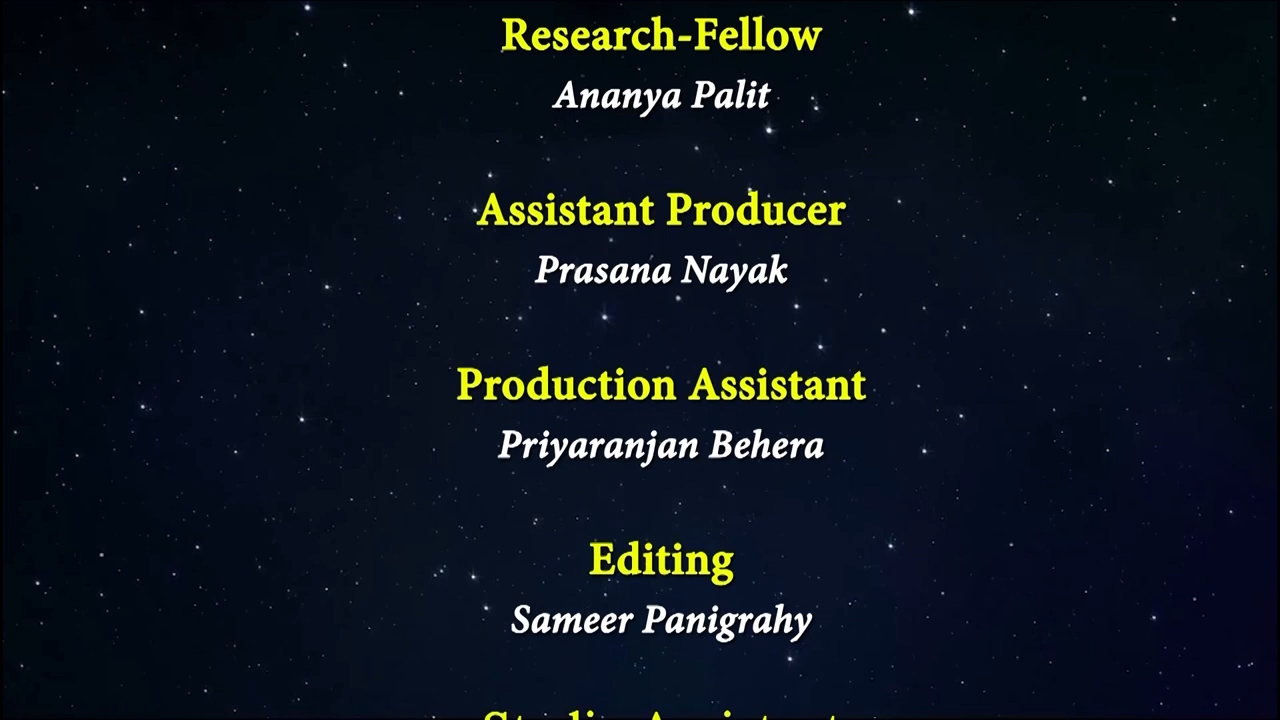 Research-Fellow
Ananya Palit
Assistant Producer
Prasana Nayak
Production Assistant
Priyaranjan Behera
Editing
Sameer Panigrahy